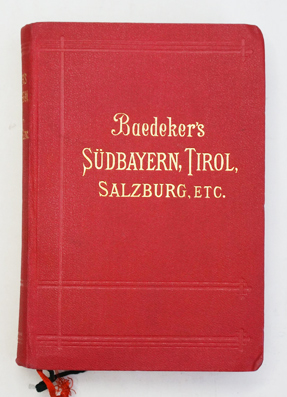 Baedeker's
SÜDBAYERN, TIROL,
SALZBURG, ETC.